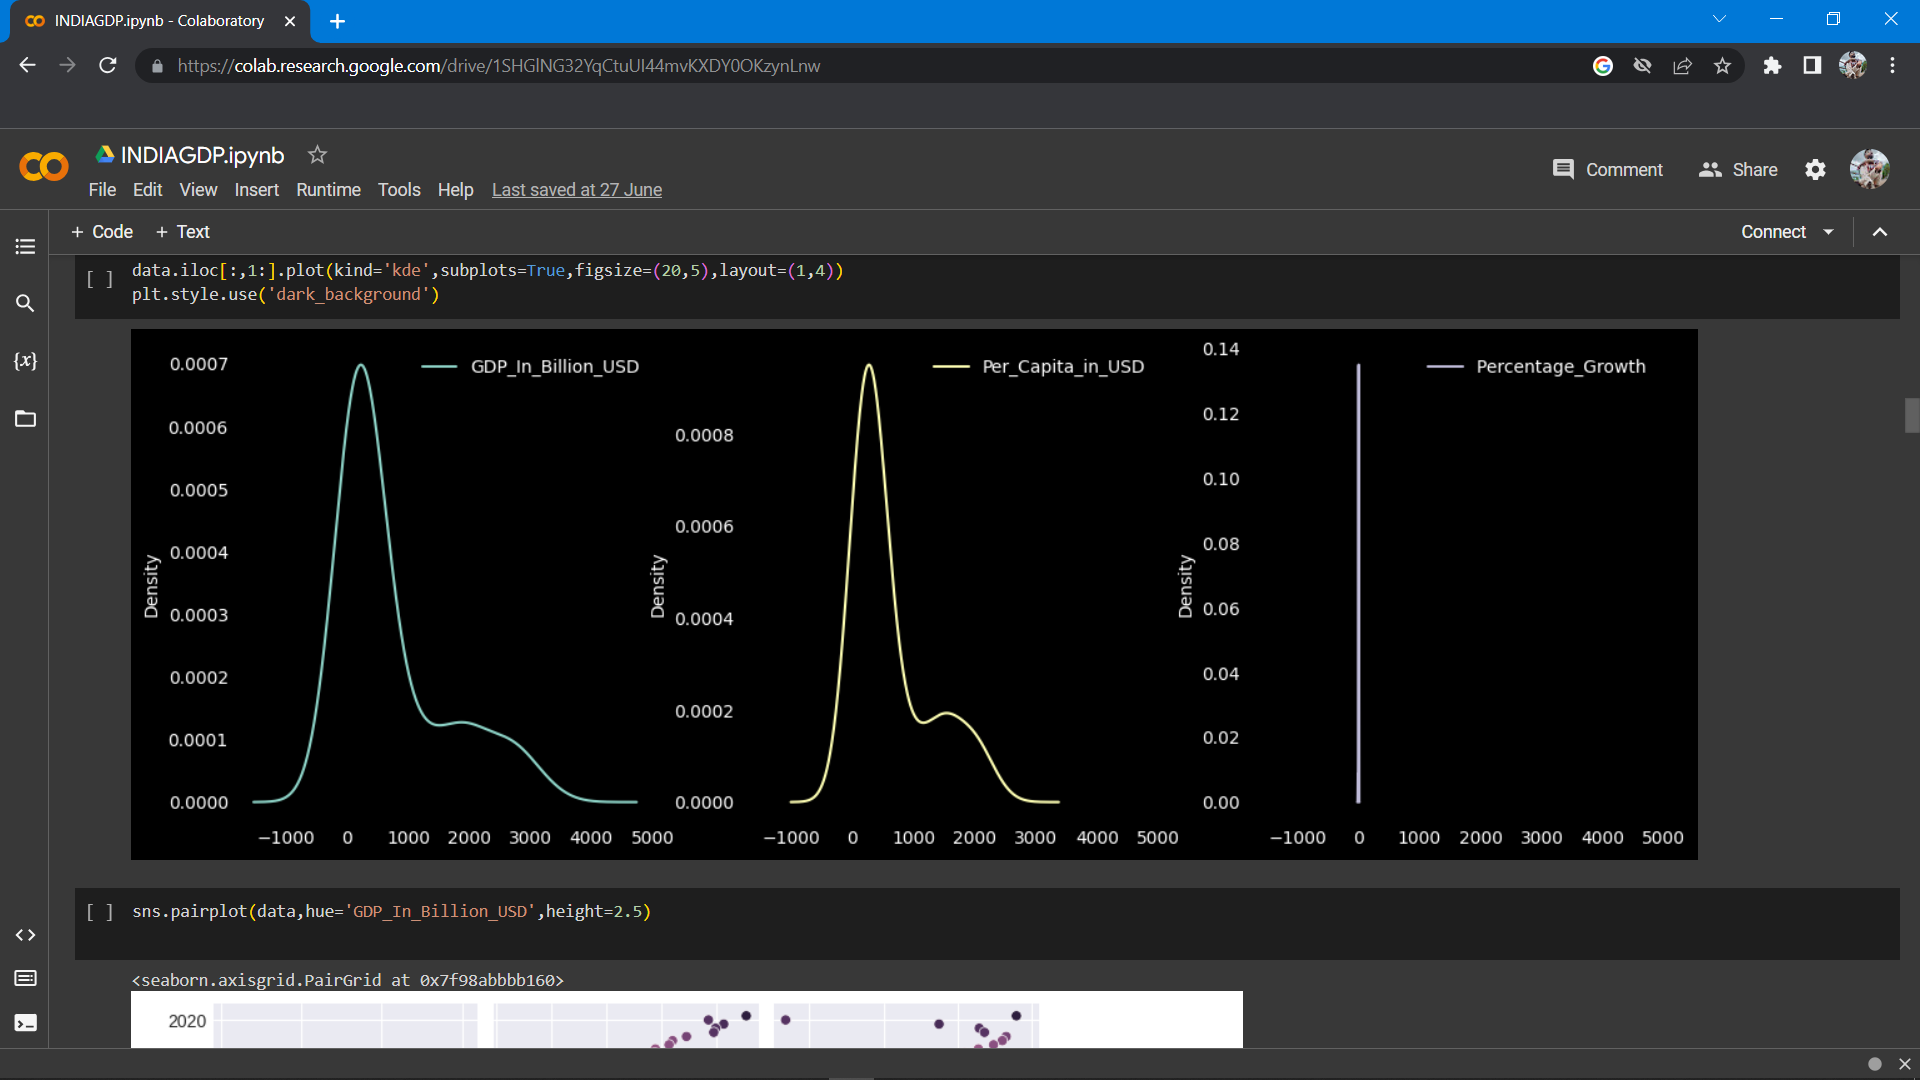 INDIAGDP.ipynb - Colaboratory
https://colab.research.google.com/drive/1SHGlNG32YqCtuUI44mvKXDY0OKzynLnw
INDIAGDP.ipynb
File Edit View Insert Runtime Tools Help Last saved at 27 June
Comment Share
+ Code + Text
Connect
[ ] data.iloc[:,1:].plot(kind='kde',subplots=True,figsize=(20,5),layout=(1,4))
plt.style.use('dark_background')
GDP_In_Billion_USD
Density
0.0007
0.0006
0.0005
0.0004
0.0003
0.0002
0.0001
0.0000
−1000 0 1000 2000 3000 4000 5000
Per_Capita_in_USD
Density
0.0008
0.0006
0.0004
0.0002
0.0000
−1000 0 1000 2000 3000 4000 5000
Percentage_Growth
Density
0.14
0.12
0.10
0.08
0.06
0.04
0.02
0.00
−1000 0 1000 2000 3000 4000 5000
[ ] sns.pairplot(data,hue='GDP_In_Billion_USD',height=2.5)
<seaborn.axisgrid.PairGrid at 0x7f98abbbb160>
2020